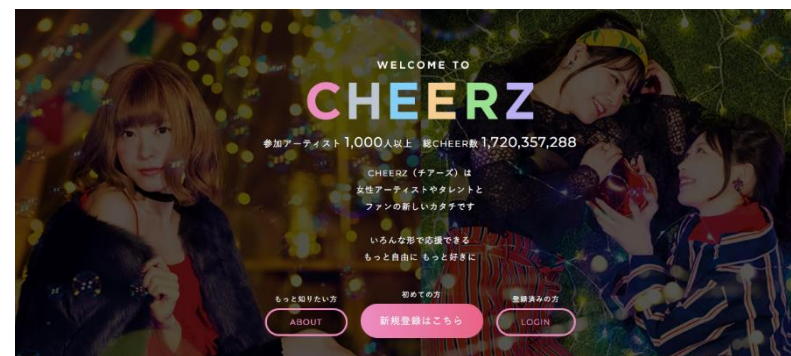 WELCOME TO
CHEERZ
参加アーティスト 1,000人以上 総CHEER数 1,720,357,288
CHEERZ（チアーズ）は
女性アーティストやタレントと
ファンの新しいカタチです
いろんな形で応援できる
もっと自由に もっと好きに
もっと知りたい方 初めての方 登録済みの方
ABOUT 新規登録はこちら LOGIN